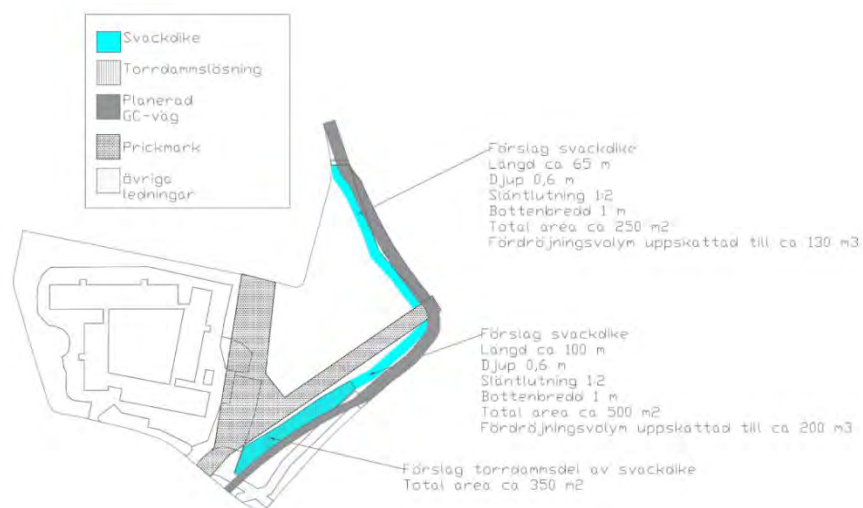 Svackdike
Torrdammslösning
Planerad
GC-väg
Prickmark
övriga
ledningar
Förslag svackdike
Längd ca 65 m
Djup 0,6 m
Släntlutning 1:2
Bottenbredd 1 m
Total area ca 250 m2
Fördröjningsvolym uppskattad till ca 130 m3
Förslag svackdike
Längd ca 100 m
Djup 0,6 m
Släntlutning 1:2
Bottenbredd 1 m
Total area ca 500 m2
Fördröjningsvolym uppskattad till ca 200 m3
Förslag torrdammsdel av svackdike
Total area ca 350 m2